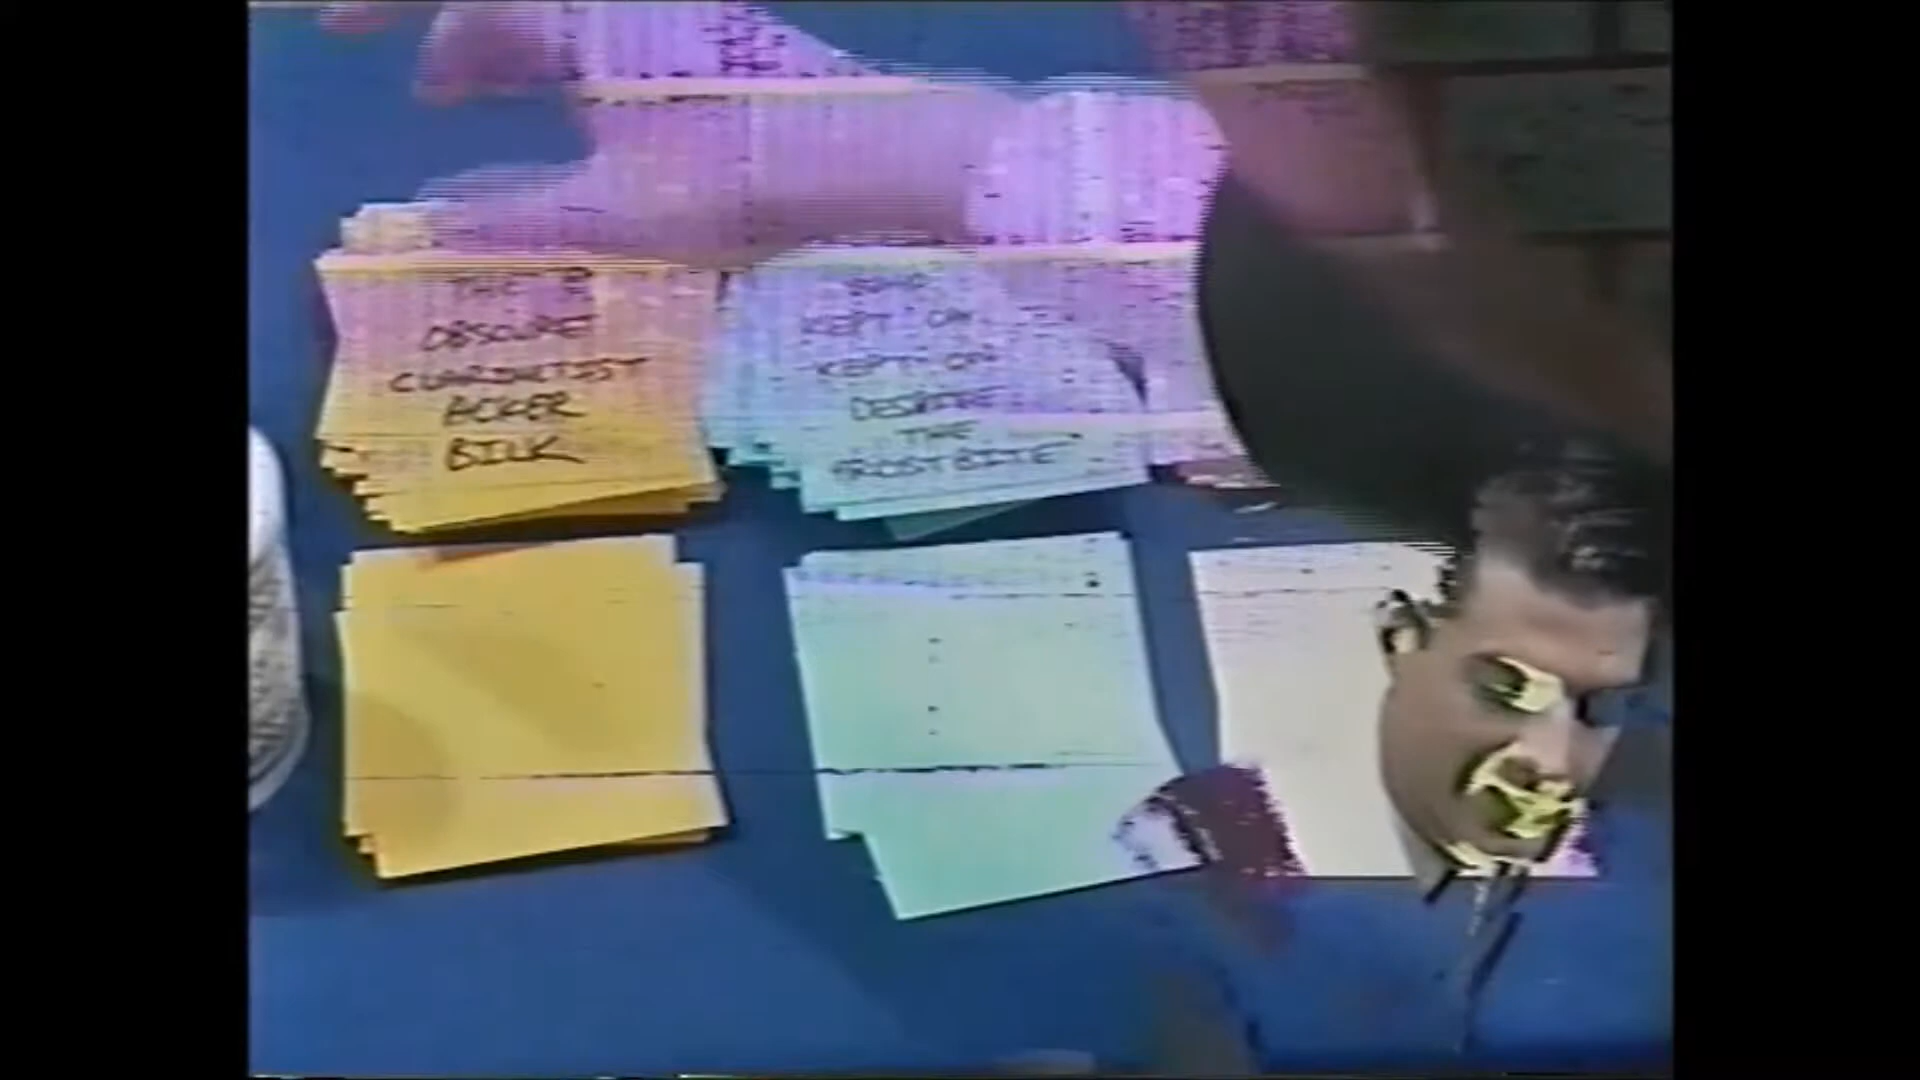 THE
OBSCURE
CLARINETIST
ACKER
BILK
KEPT ON
KEPT ON
DESPITE
THE
FROSTBITE